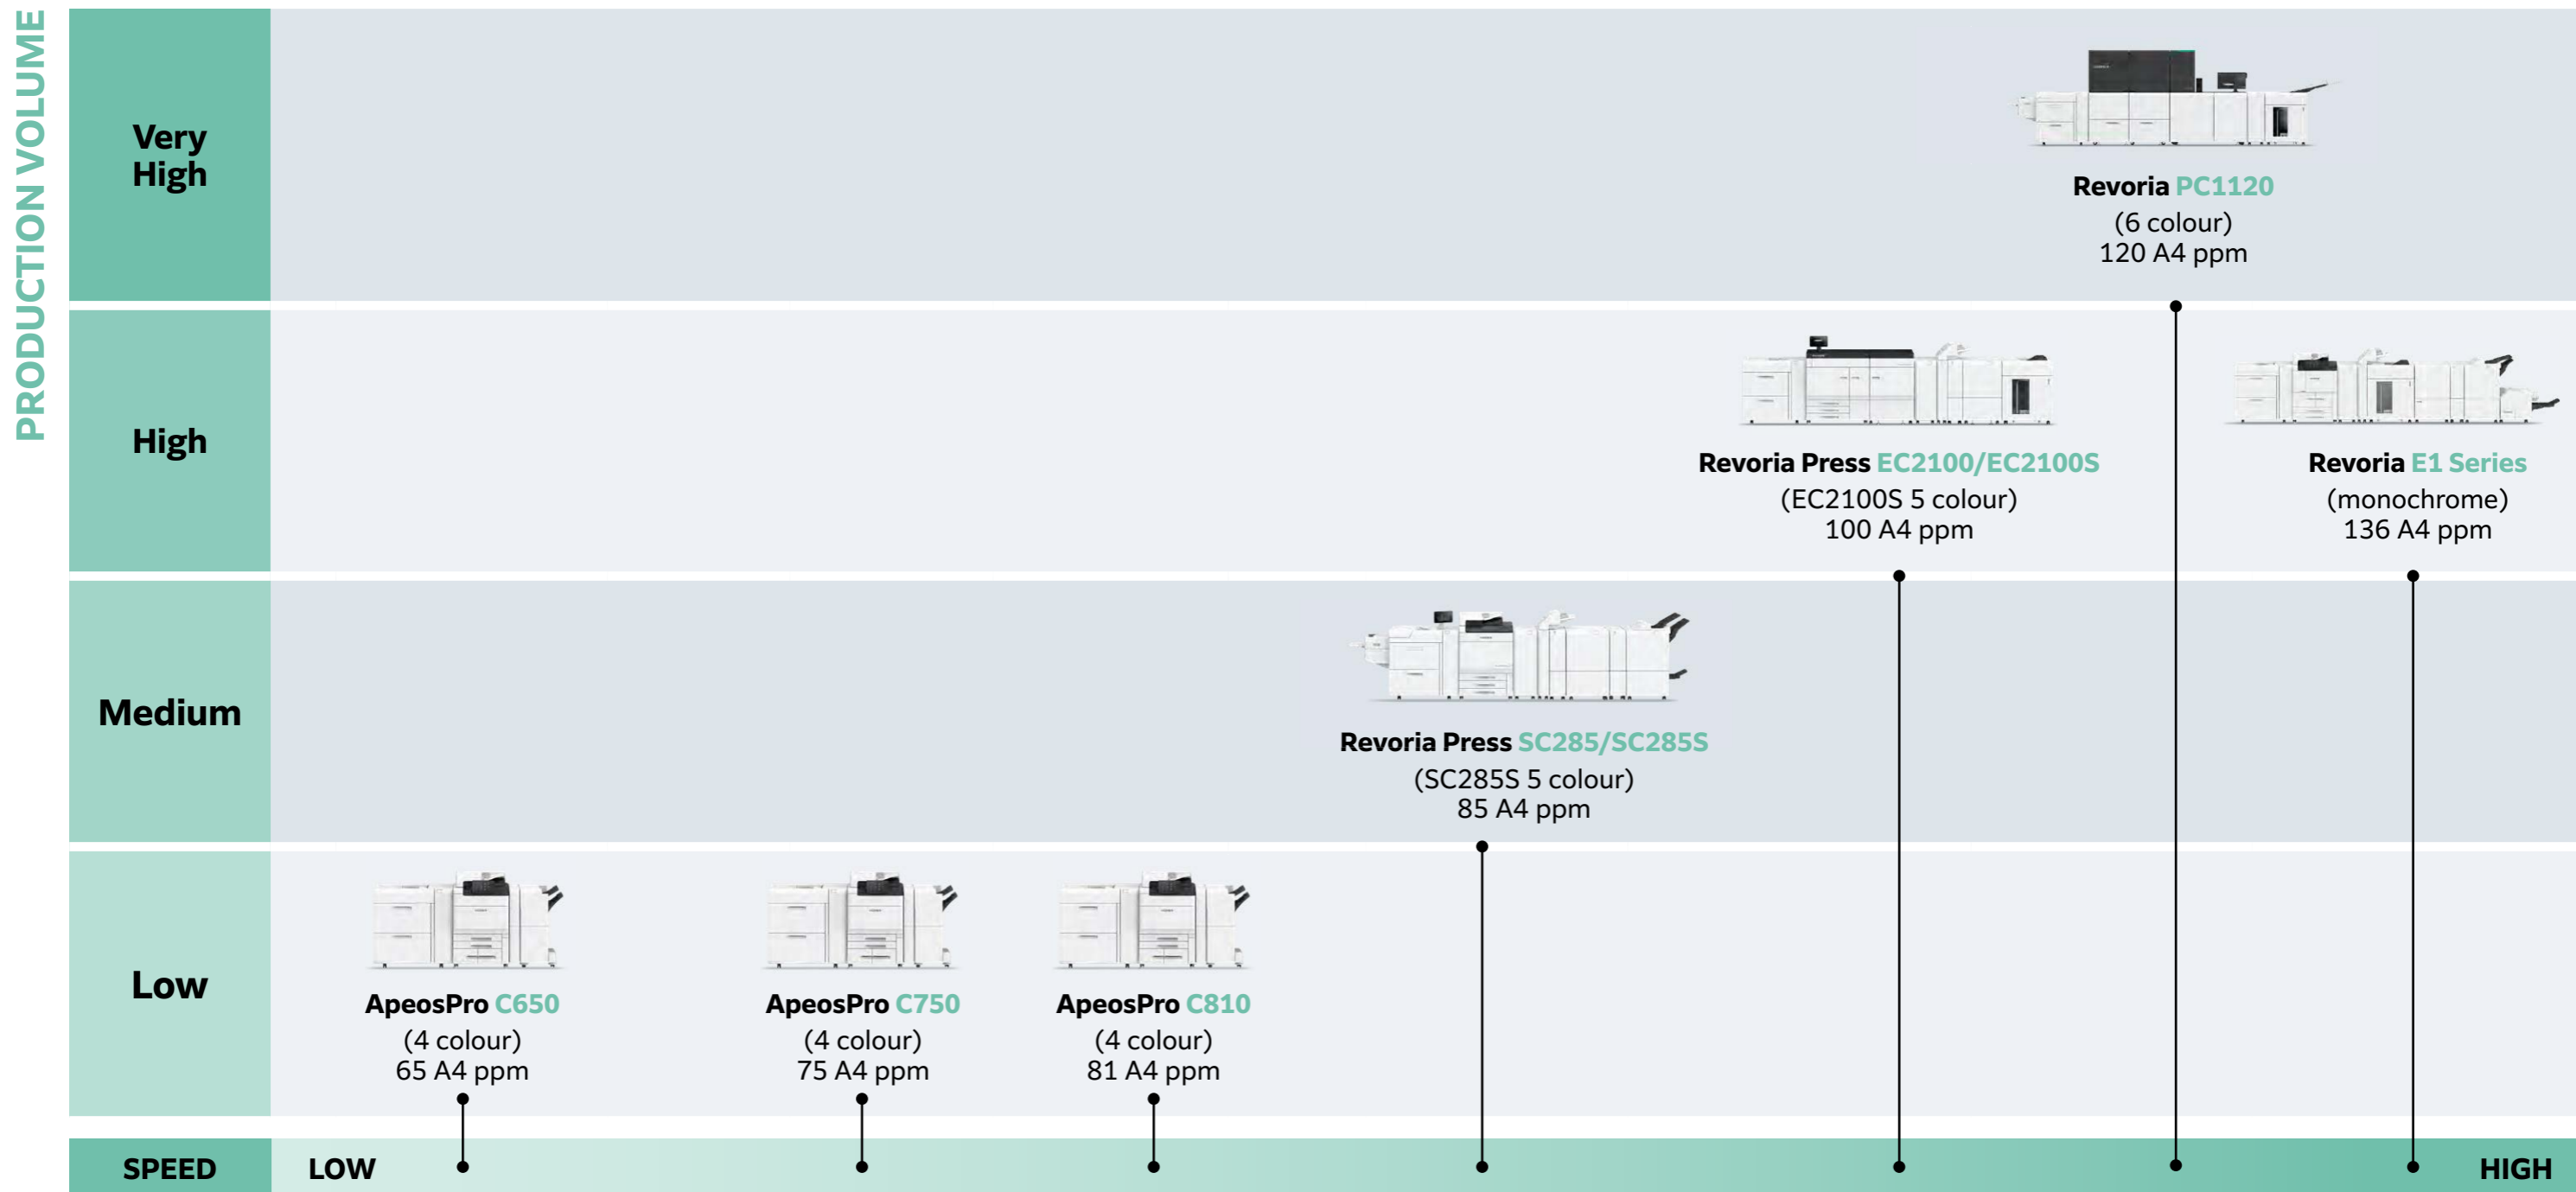 PRODUCTION VOLUME
Very
High
Revoria PC1120
(6 colour)
120 A4 ppm
High
Revoria Press EC2100/EC2100S
(EC2100S 5 colour)
100 A4 ppm
Revoria E1 Series
(monochrome)
136 A4 ppm
Medium
Revoria Press SC285/SC285S
(SC285S 5 colour)
85 A4 ppm
Low
ApeosPro C650
(4 colour)
65 A4 ppm
ApeosPro C750
(4 colour)
75 A4 ppm
ApeosPro C810
(4 colour)
81 A4 ppm
SPEED
LOW
HIGH